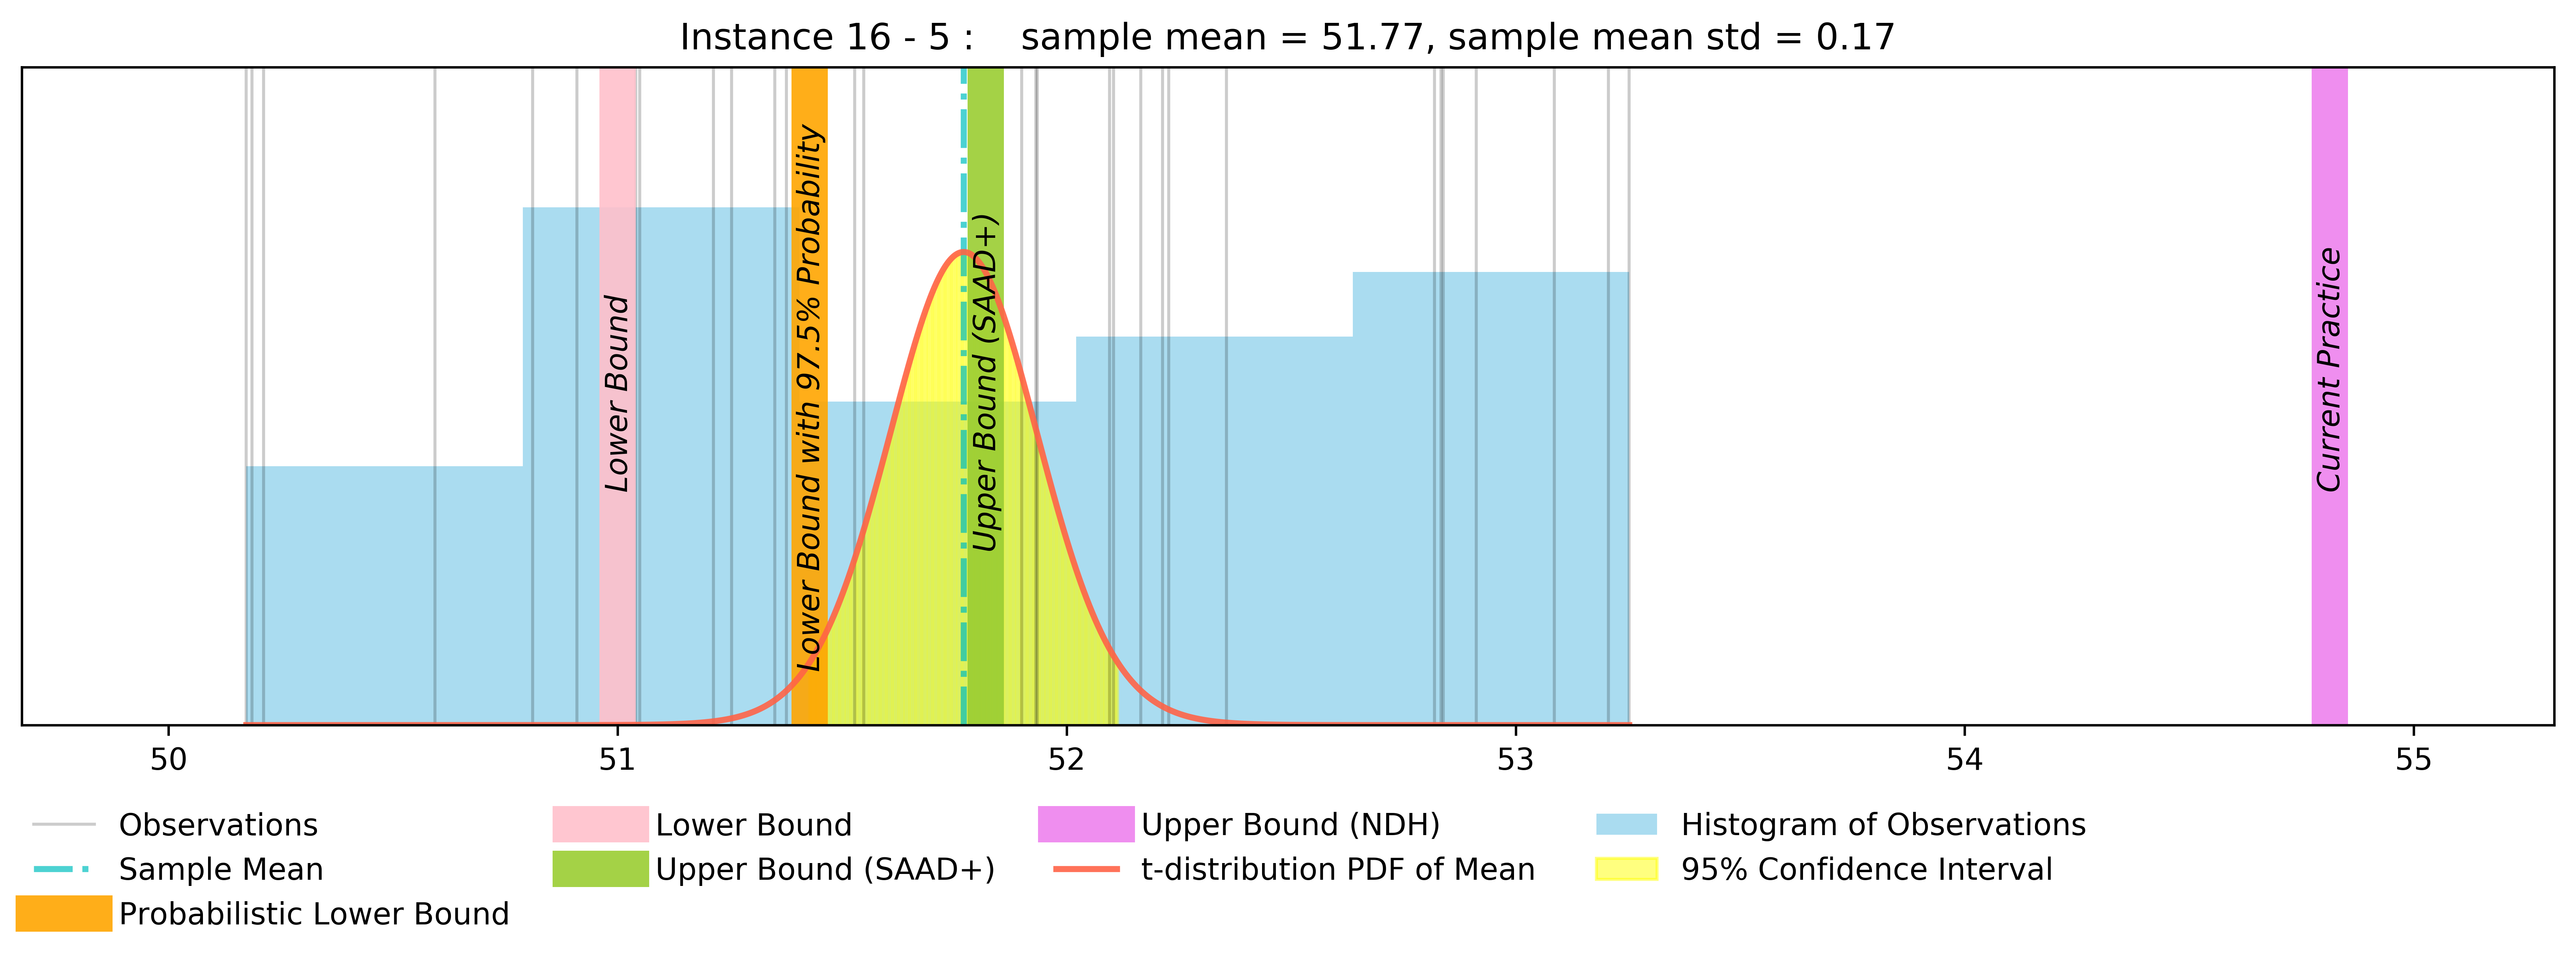 Instance 16 - 5 :    sample mean = 51.77, sample mean std = 0.17
Lower Bound
Lower Bound with 97.5% Probability
Upper Bound (SAAD+)
Current Practice
50 51 52 53 54 55
Observations
Sample Mean
Probabilistic Lower Bound
Lower Bound
Upper Bound (SAAD+)
Upper Bound (NDH)
t-distribution PDF of Mean
Histogram of Observations
95% Confidence Interval